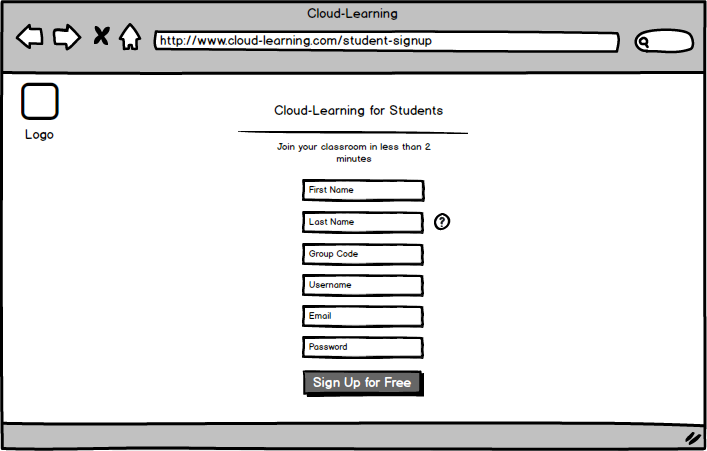 Cloud-Learning
http://www.cloud-learning.com/student-signup
Logo
Cloud-Learning for Students
Join your classroom in less than 2
minutes
First Name
Last Name
?
Group Code
Username
Email
Password
Sign Up for Free